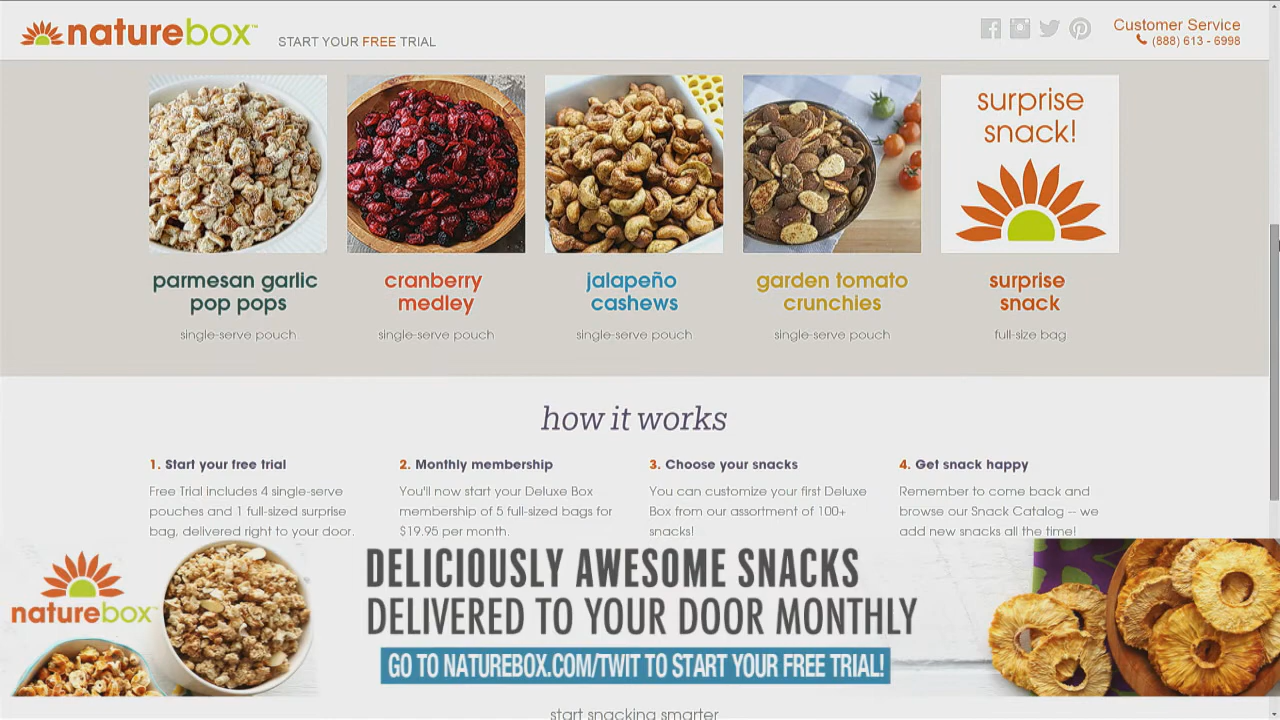 naturebox™
START YOUR FREE TRIAL
Customer Service
(888) 613 - 6998
surprise
snack!
parmesan garlic
pop pops
single-serve pouch
cranberry
medley
single-serve pouch
jalapeño
cashews
single-serve pouch
garden tomato
crunchies
single-serve pouch
surprise
snack
full-size bag
how it works
1. Start your free trial
Free Trial includes 4 single-serve
pouches and 1 full-sized surprise
bag, delivered right to your door.
2. Monthly membership
You'll now start your Deluxe Box
membership of 5 full-sized bags for
$19.95 per month.
3. Choose your snacks
You can customize your first Deluxe
Box from our assortment of 100+
snacks!
4. Get snack happy
Remember to come back and
browse our Snack Catalog -- we
add new snacks all the time!
naturebox™
DELICIOUSLY AWESOME SNACKS
DELIVERED TO YOUR DOOR MONTHLY
GO TO NATUREBOX.COM/TWIT TO START YOUR FREE TRIAL!
start snacking smarter